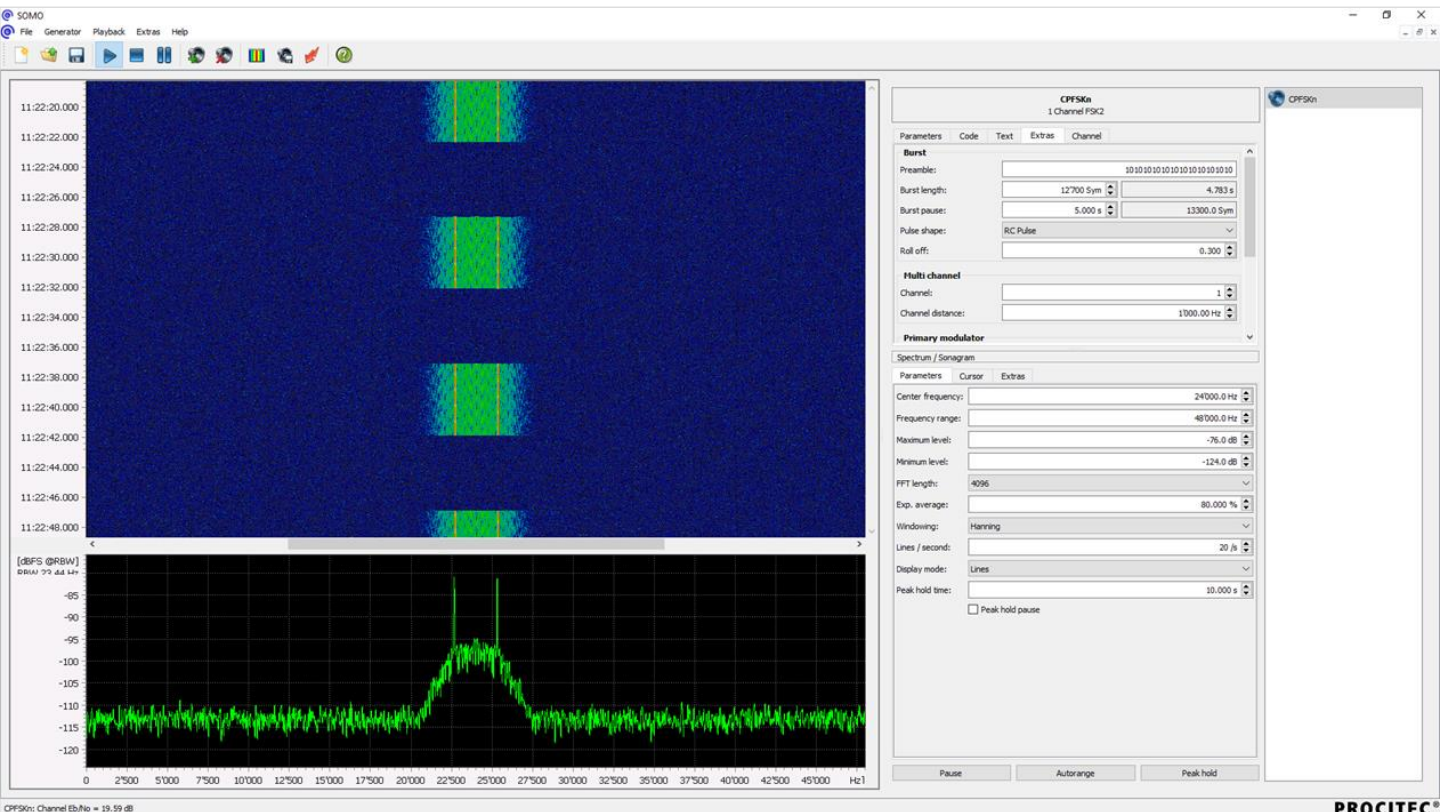 SOMO
File Generator Playback Extras Help
11:22:20.000
11:22:22.000
11:22:24.000
11:22:26.000
11:22:28.000
11:22:30.000
11:22:32.000
11:22:34.000
11:22:36.000
11:22:38.000
11:22:40.000
11:22:42.000
11:22:44.000
11:22:46.000
11:22:48.000
[dBFS @RBW]
RBW 23.44 Hz
-85
-90
-95
-100
-105
-110
-115
-120
0 2'500 5'000 7'500 10'000 12'500 15'000 17'500 20'000 22'500 25'000 27'500 30'000 32'500 35'000 37'500 40'000 42'500 45'000 Hz]
CPFSKn
1 Channel FSK2
Parameters Code Text Extras Channel
Burst
Preamble: 101010101010101010101010
Burst length: 12'700 Sym 4.783 s
Burst pause: 5.000 s 13300.0 Sym
Pulse shape: RC Pulse
Roll off: 0.300
Multi channel
Channel: 1
Channel distance: 1'000.00 Hz
Primary modulator
Spectrum / Sonagram
Parameters Cursor Extras
Center frequency: 24'000.0 Hz
Frequency range: 48'000.0 Hz
Maximum level: -76.0 dB
Minimum level: -124.0 dB
FFT length: 4096
Exp. average: 80.000 %
Windowing: Hanning
Lines / second: 20 /s
Display mode: Lines
Peak hold time: 10.000 s
Peak hold pause
Pause Autorange Peak hold
CPFSKn
CPFSKn: Channel Eb/No = 19.59 dB
PROCITEC®